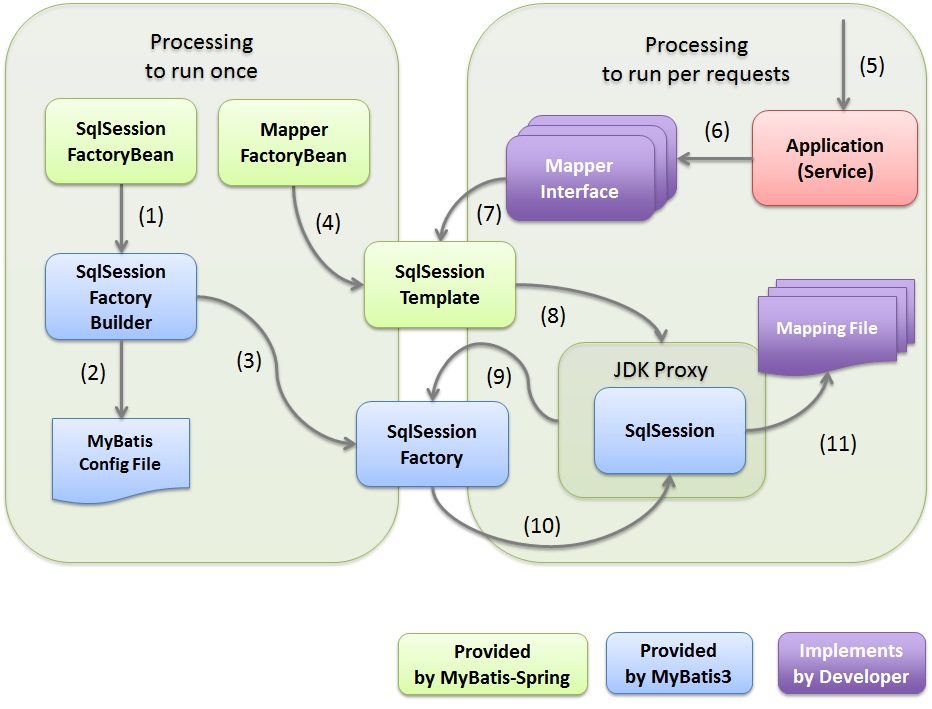 Processing
to run once
Processing
to run per requests
(5)
SqlSession
FactoryBean
Mapper
FactoryBean
(6)
Application
(Service)
Mapper
Interface
(1)
(4)
(7)
SqlSession
Factory
Builder
SqlSession
Template
(8)
Mapping File
(2)
(3)
(9)
JDK Proxy
MyBatis
Config File
SqlSession
Factory
SqlSession
(11)
(10)
Provided
by MyBatis-Spring
Provided
by MyBatis3
Implements
by Developer